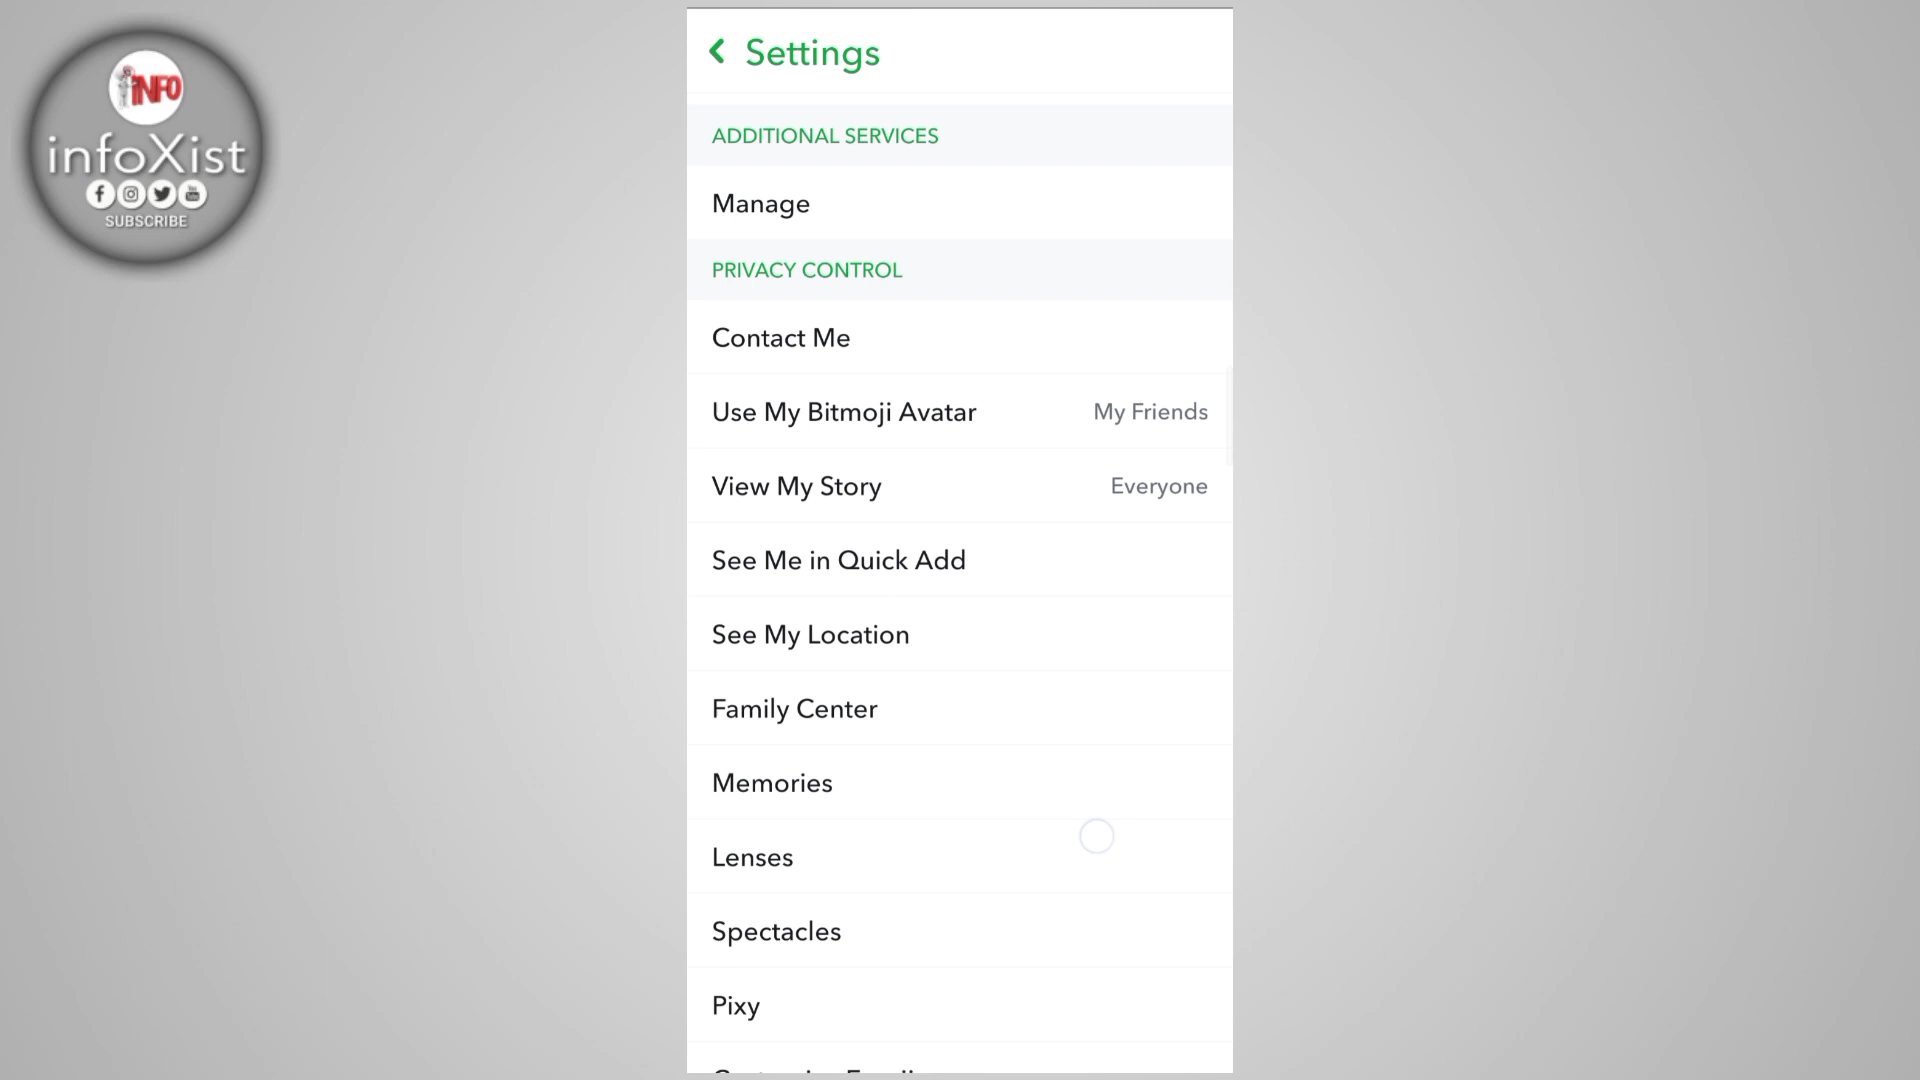 INFO
infoXist
SUBSCRIBE
Settings
ADDITIONAL SERVICES
Manage
PRIVACY CONTROL
Contact Me
Use My Bitmoji Avatar My Friends
View My Story Everyone
See Me in Quick Add
See My Location
Family Center
Memories
Lenses
Spectacles
Pixy